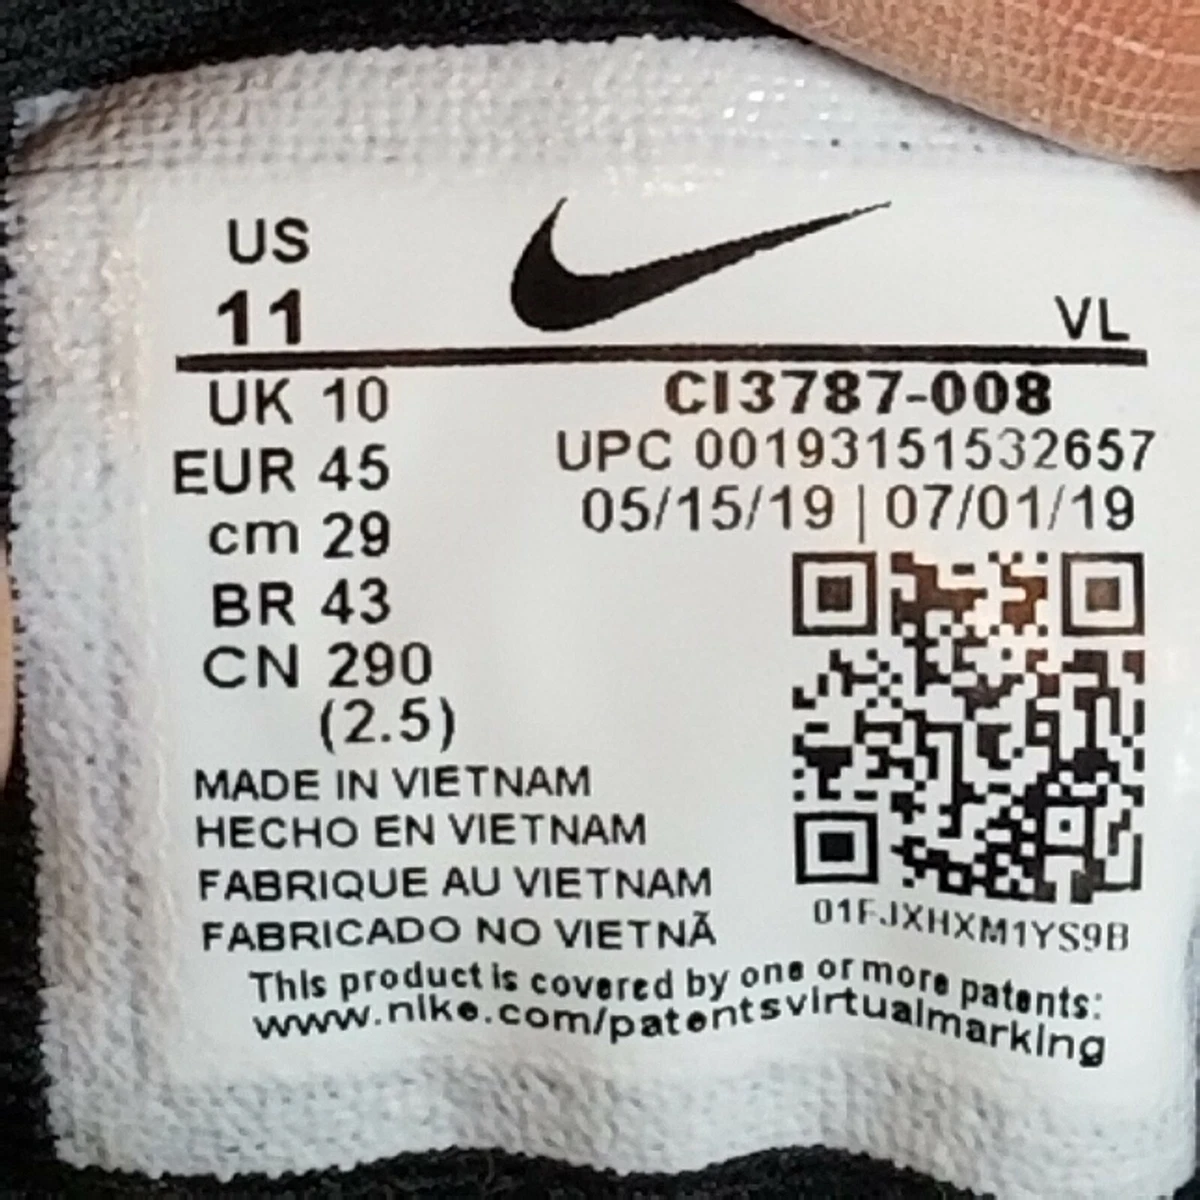 US
11
VL
UK 10
CI3787-008
EUR 45
UPC 00193151532657
cm 29
05/15/19 | 07/01/19
BR 43
CN 290
(2.5)
MADE IN VIETNAM
HECHO EN VIETNAM
FABRIQUE AU VIETNAM
FABRICADO NO VIETNÃ
01FJXHXM1YS9B
This product is covered by one or more patents:
www.nike.com/patentsvirtualmarking